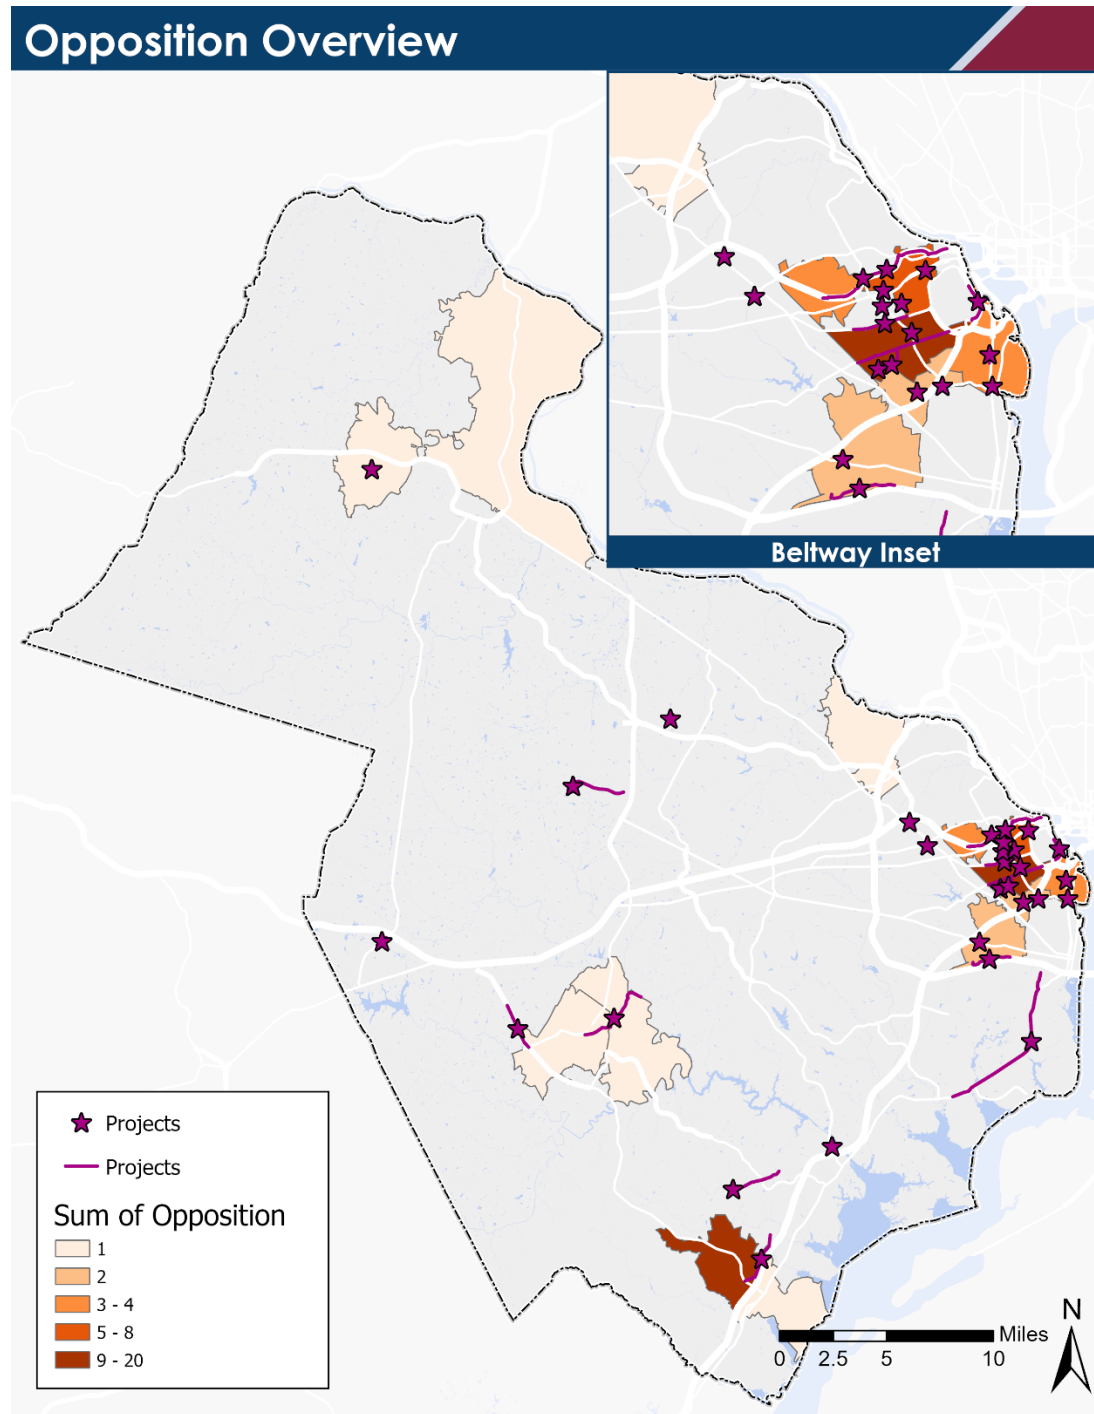 Opposition Overview
Beltway Inset
Projects
Projects
Sum of Opposition
1
2
3 - 4
5 - 8
9 - 20
N
Miles
0 2.5 5 10